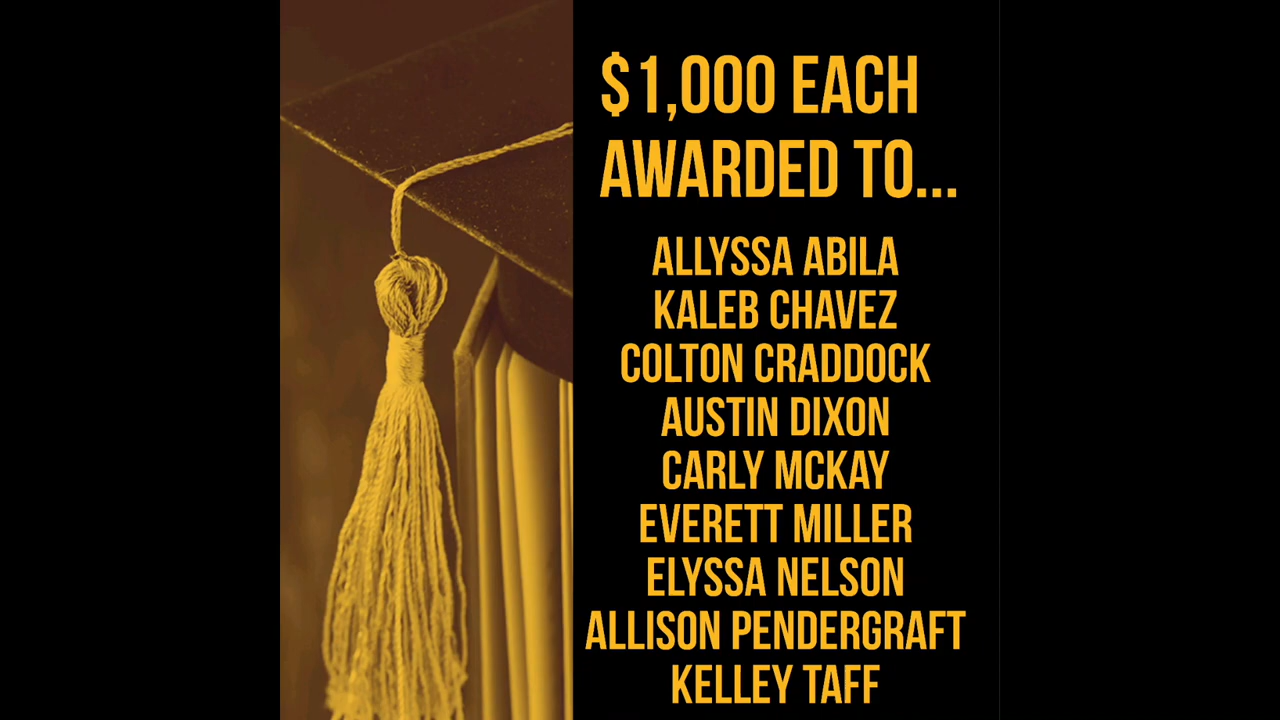 $1,000 EACH
AWARDED TO...
ALLYSSA ABILA
KALEB CHAVEZ
COLTON CRADDOCK
AUSTIN DIXON
CARLY MCKAY
EVERETT MILLER
ELYSSA NELSON
ALLISON PENDERGRAFT
KELLEY TAFF